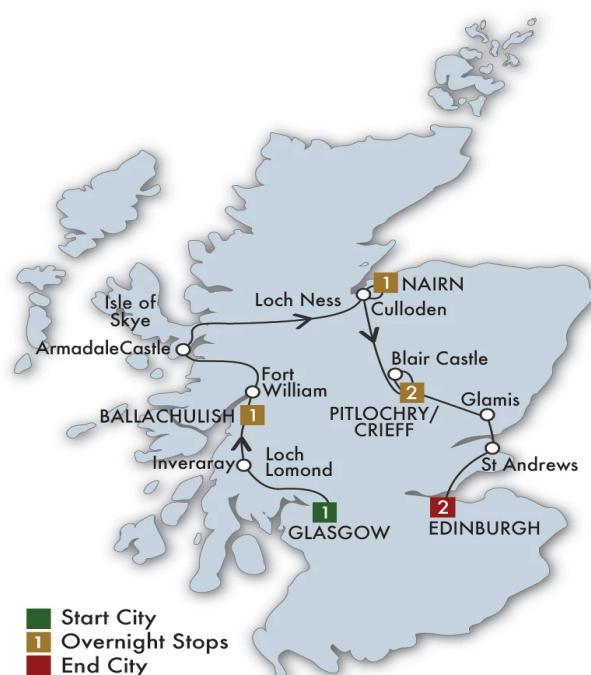 1 NAIRN
Loch Ness
Culloden
Isle of
Skye
ArmadaleCastle
Blair Castle
Fort
William
2
PITLOCHRY/
CRIEFF
Glamis
BALLACHULISH 1
Loch
Lomond
Inveraray
St Andrews
1
GLASGOW
2
EDINBURGH
Start City
1 Overnight Stops
End City